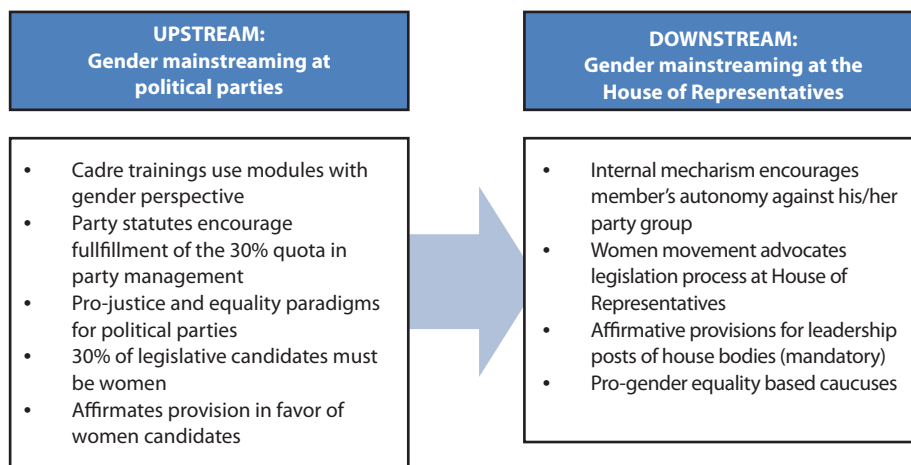 UPSTREAM:
Gender mainstreaming at
political parties
• Cadre trainings use modules with
gender perspective
• Party statutes encourage
fullfillment of the 30% quota in
party management
• Pro-justice and equality paradigms
for political parties
• 30% of legislative candidates must
be women
• Affirmates provision in favor of
women candidates
DOWNSTREAM:
Gender mainstreaming at the
House of Representatives
• Internal mecharism encourages
member's autonomy against his/her
party group
• Women movement advocates
legislation process at House of
Representatives
• Affirmative provisions for leadership
posts of house bodies (mandatory)
• Pro-gender equality based caucuses